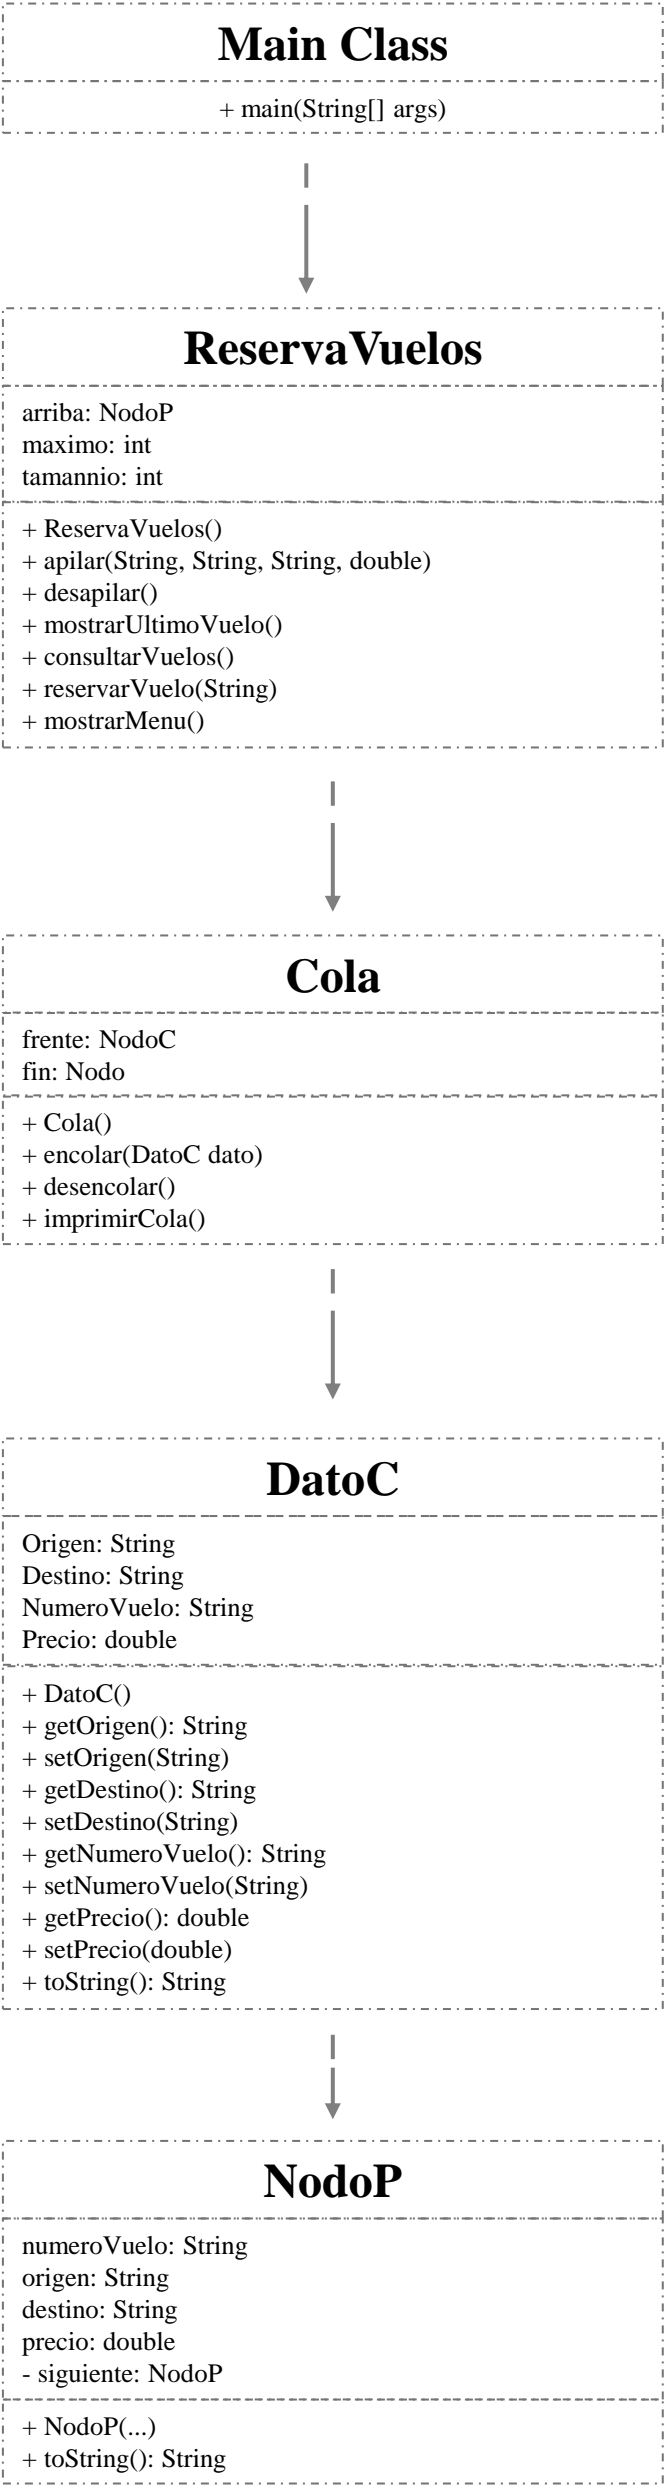 Main Class
+ main(String[] args)
ReservaVuelos
arriba: NodoP
maximo: int
tamannio: int
+ ReservaVuelos()
+ apilar(String, String, String, double)
+ desapilar()
+ mostrarUltimoVuelo()
+ consultarVuelos()
+ reservarVuelo(String)
+ mostrarMenu()
Cola
frente: NodoC
fin: Nodo
+ Cola()
+ encolar(DatoC dato)
+ desencolar()
+ imprimirCola()
DatoC
Origen: String
Destino: String
NumeroVuelo: String
Precio: double
+ DatoC()
+ getOrigen(): String
+ setOrigen(String)
+ getDestino(): String
+ setDestino(String)
+ getNumeroVuelo(): String
+ setNumeroVuelo(String)
+ getPrecio(): double
+ setPrecio(double)
+ toString(): String
NodoP
numeroVuelo: String
origen: String
destino: String
precio: double
- siguiente: NodoP
+ NodoP(...)
+ toString(): String